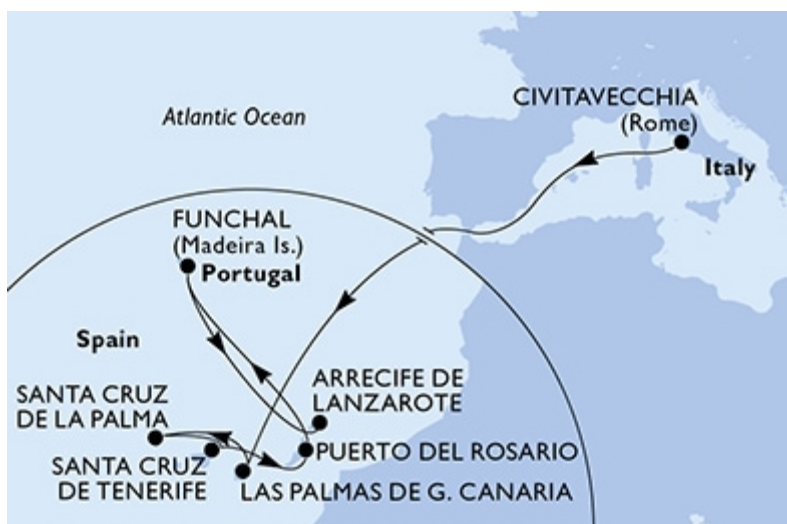 CIVITAVECCHIA
(Rome)
Atlantic Ocean
Italy
FUNCHAL
(Madeira Is.)
Portugal
Spain
ARRECIFE DE
LANZAROTE
SANTA CRUZ
DE LA PALMA
PUERTO DEL ROSARIO
SANTA CRUZ
DE TENERIFE
LAS PALMAS DE G. CANARIA